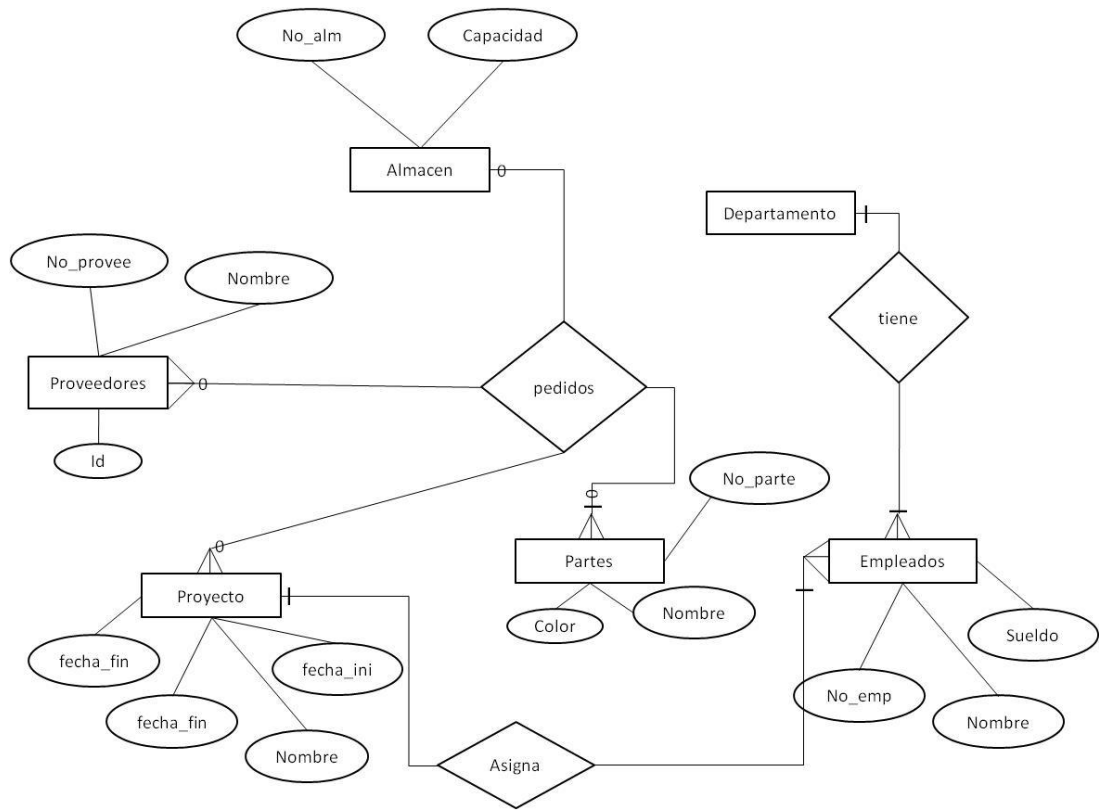 No_alm
Capacidad
Almacen
0
Departamento
No_provee
Nombre
tiene
Proveedores
0
pedidos
Id
No_parte
0
0
Partes
Empleados
Proyecto
Color
Nombre
Sueldo
fecha_fin
fecha_ini
No_emp
fecha_fin
Nombre
Nombre
Asigna